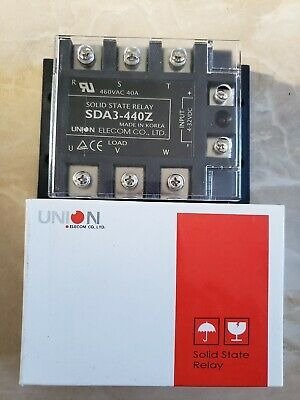 R S T
460VAC 40A
SOLID STATE RELAY
SDA3-440Z
MADE IN KOREA
UNION ELECOM CO., LTD.
LOAD
U V W
+
INPUT
4-32VDC
-
UNION
ELECOM CO., LTD.
Solid State
Relay